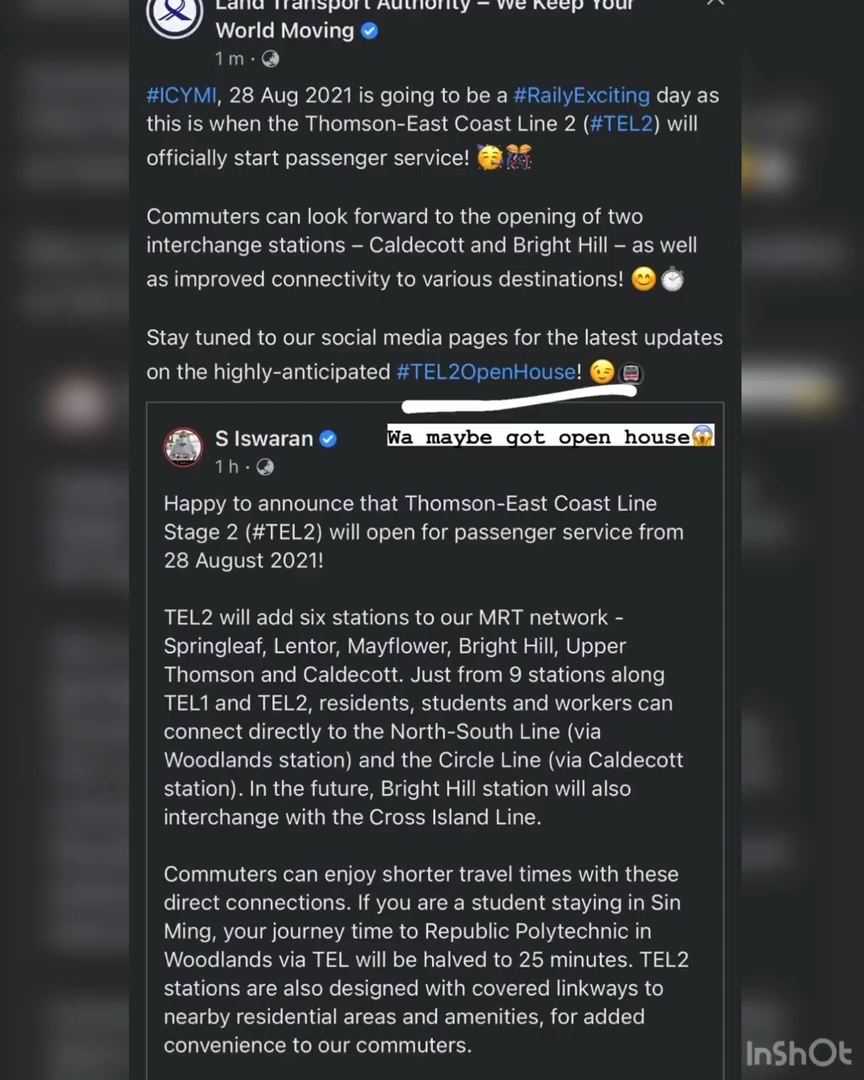 Land Transport Authority – We Keep Your
World Moving
1 m ·
#ICYMI, 28 Aug 2021 is going to be a #RailyExciting day as
this is when the Thomson-East Coast Line 2 (#TEL2) will
officially start passenger service! 🥳🎊
Commuters can look forward to the opening of two
interchange stations – Caldecott and Bright Hill – as well
as improved connectivity to various destinations! 😊⏱️
Stay tuned to our social media pages for the latest updates
on the highly-anticipated #TEL2OpenHouse! 😉🚇
S Iswaran
Wa maybe got open house😱
1 h ·
Happy to announce that Thomson-East Coast Line
Stage 2 (#TEL2) will open for passenger service from
28 August 2021!
TEL2 will add six stations to our MRT network -
Springleaf, Lentor, Mayflower, Bright Hill, Upper
Thomson and Caldecott. Just from 9 stations along
TEL1 and TEL2, residents, students and workers can
connect directly to the North-South Line (via
Woodlands station) and the Circle Line (via Caldecott
station). In the future, Bright Hill station will also
interchange with the Cross Island Line.
Commuters can enjoy shorter travel times with these
direct connections. If you are a student staying in Sin
Ming, your journey time to Republic Polytechnic in
Woodlands via TEL will be halved to 25 minutes. TEL2
stations are also designed with covered linkways to
nearby residential areas and amenities, for added
convenience to our commuters.
InShOt